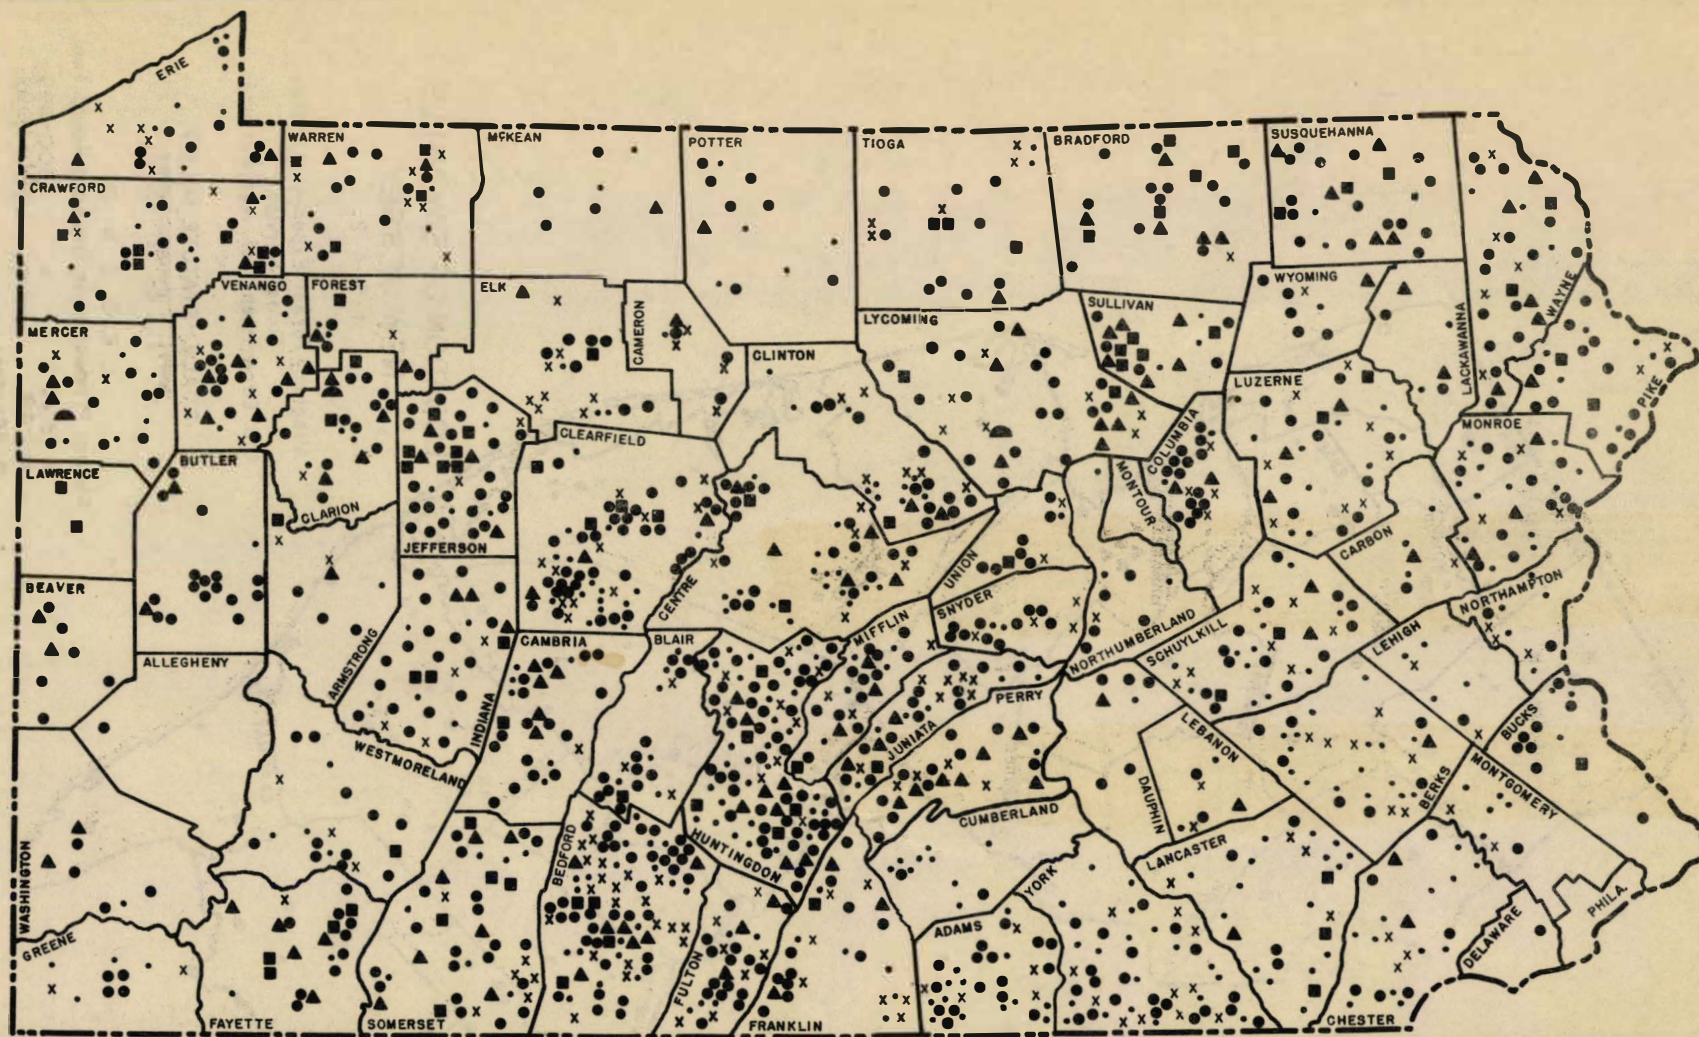 ERIE
WARREN
McKEAN
POTTER
TIOGA
BRADFORD
SUSQUEHANNA
CRAWFORD
VENANGO
FOREST
ELK
CAMERON
SULLIVAN
WYOMING
LACKAWANNA
WAYNE
MERCER
LYCOMING
CLINTON
LUZERNE
PIKE
COLUMBIA
MONROE
CLEARFIELD
BUTLER
LAWRENCE
CLARION
MONTOUR
JEFFERSON
CARBON
UNION
CENTRE
BEAVER
SNYDER
NORTHAMPTON
ALLEGHENY
ARMSTRONG
CAMBRIA
BLAIR
MIFFLIN
NORTHUMBERLAND
SCHUYLKILL
LEHIGH
INDIANA
PERRY
JUNIATA
WESTMORELAND
LEBANON
BUCKS
DAUPHIN
BERKS
MONTGOMERY
CUMBERLAND
WASHINGTON
BEDFORD
HUNTINGDON
LANCASTER
YORK
GREENE
FULTON
ADAMS
DELAWARE
PHILA.
FAYETTE
SOMERSET
FRANKLIN
CHESTER